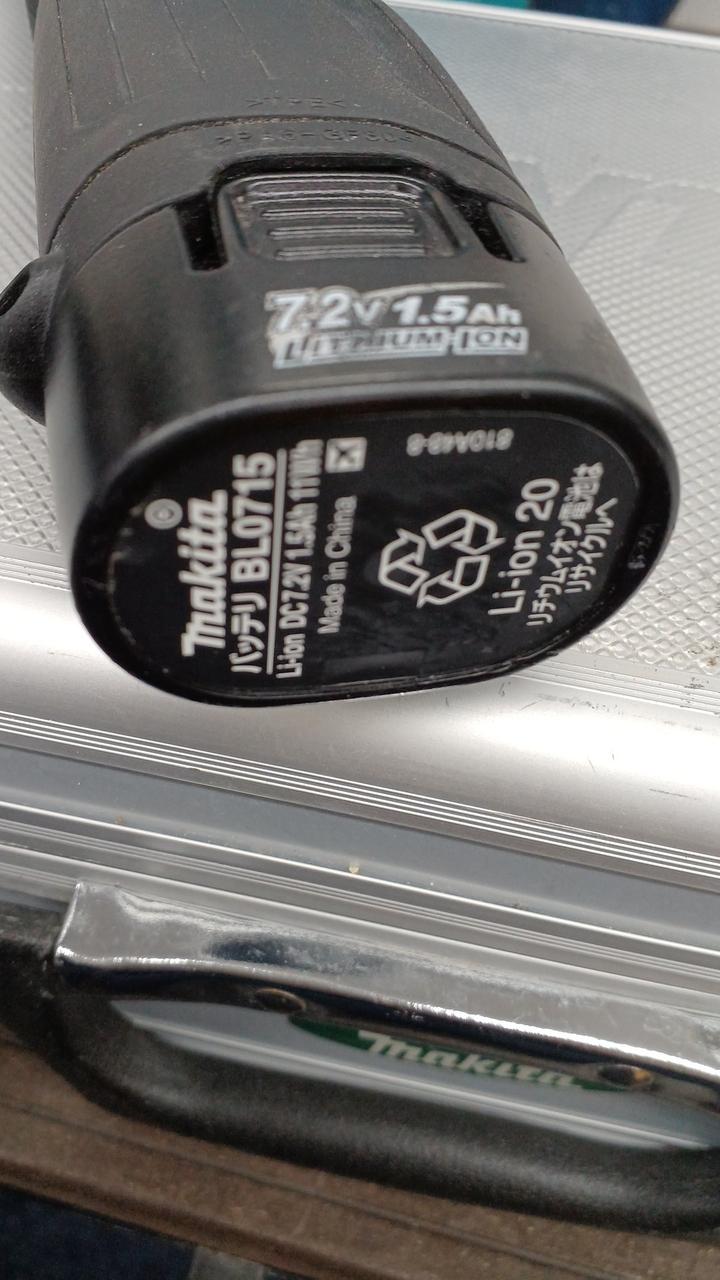 7.2V 1.5Ah
LITHIUM-ION
makita
バッテリ BL0715
Li-ion DC7.2V 1.5Ah 11Wh
Made in China
Li-ion 20
リチウムイオン電池は
リサイクルへ
makita